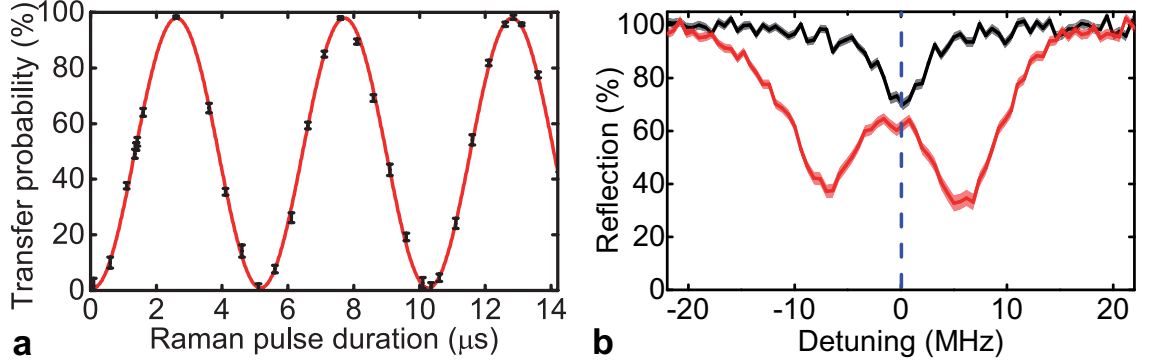 Transfer probability (%)
100
80
60
40
20
0
0 2 4 6 8 10 12 14
Raman pulse duration (μs)
a
Reflection (%)
100
80
60
40
20
0
-20 -10 0 10 20
Detuning (MHz)
b